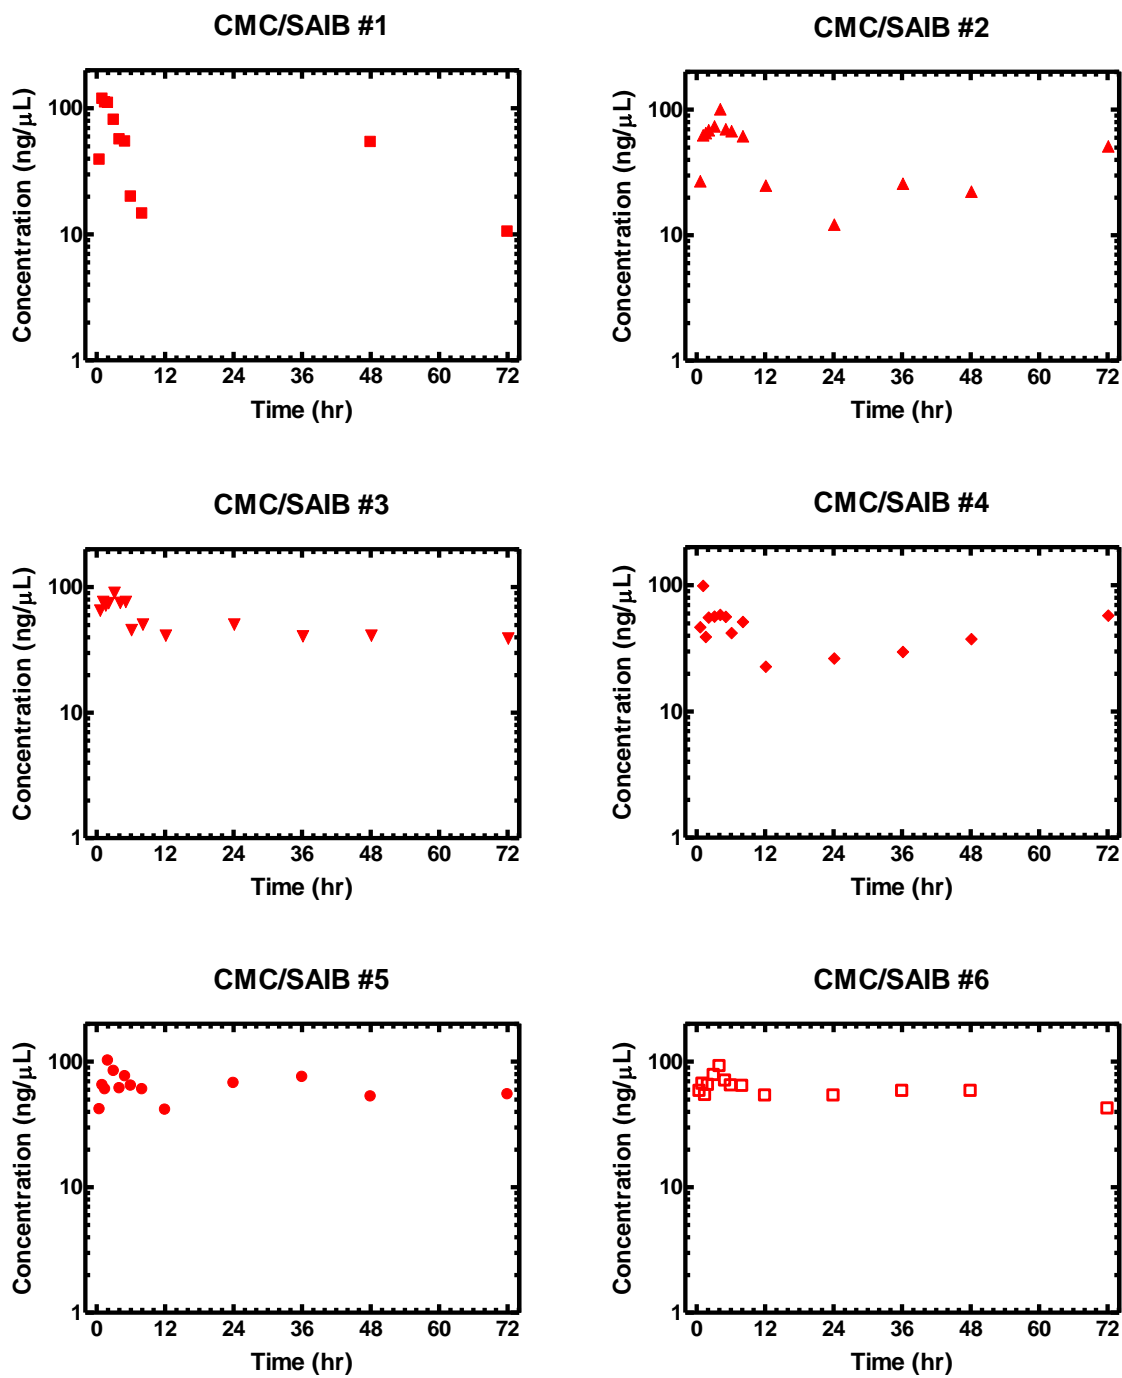 CMC/SAIB #1
Concentration (ng/μL)
100
10
1
0 12 24 36 48 60 72
Time (hr)
CMC/SAIB #2
Concentration (ng/μL)
100
10
1
0 12 24 36 48 60 72
Time (hr)
CMC/SAIB #3
Concentration (ng/μL)
100
10
1
0 12 24 36 48 60 72
Time (hr)
CMC/SAIB #4
Concentration (ng/μL)
100
10
1
0 12 24 36 48 60 72
Time (hr)
CMC/SAIB #5
Concentration (ng/μL)
100
10
1
0 12 24 36 48 60 72
Time (hr)
CMC/SAIB #6
Concentration (ng/μL)
100
10
1
0 12 24 36 48 60 72
Time (hr)